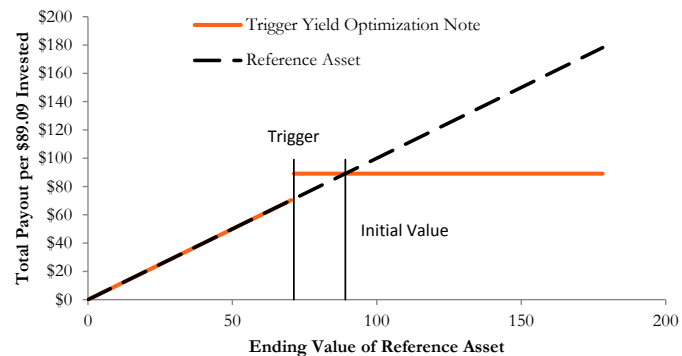 Total Payout per $89.09 Invested
$200
$180
$160
$140
$120
$100
$80
$60
$40
$20
$0
Trigger Yield Optimization Note
Reference Asset
Trigger
Initial Value
0
50
100
150
200
Ending Value of Reference Asset